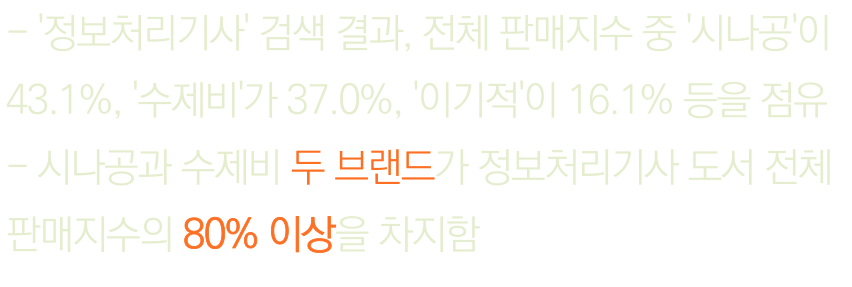 - '정보처리기사' 검색 결과, 전체 판매지수 중 '시나공'이
43.1%, '수제비'가 37.0%, '이기적'이 16.1% 등을 점유
- 시나공과 수제비 두 브랜드가 정보처리기사 도서 전체
판매지수의 80% 이상을 차지함